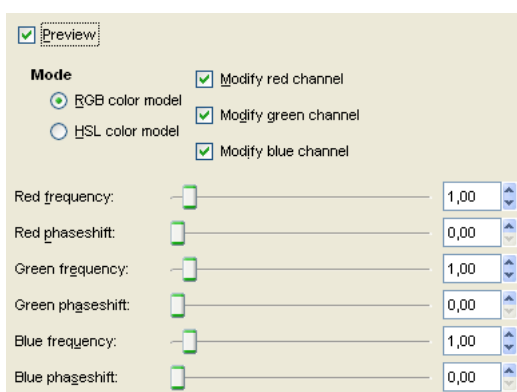 Preview
Mode
RGB color model
HSL color model
Modify red channel
Modify green channel
Modify blue channel
Red frequency: 1,00
Red phaseshift: 0,00
Green frequency: 1,00
Green phaseshift: 0,00
Blue frequency: 1,00
Blue phaseshift: 0,00